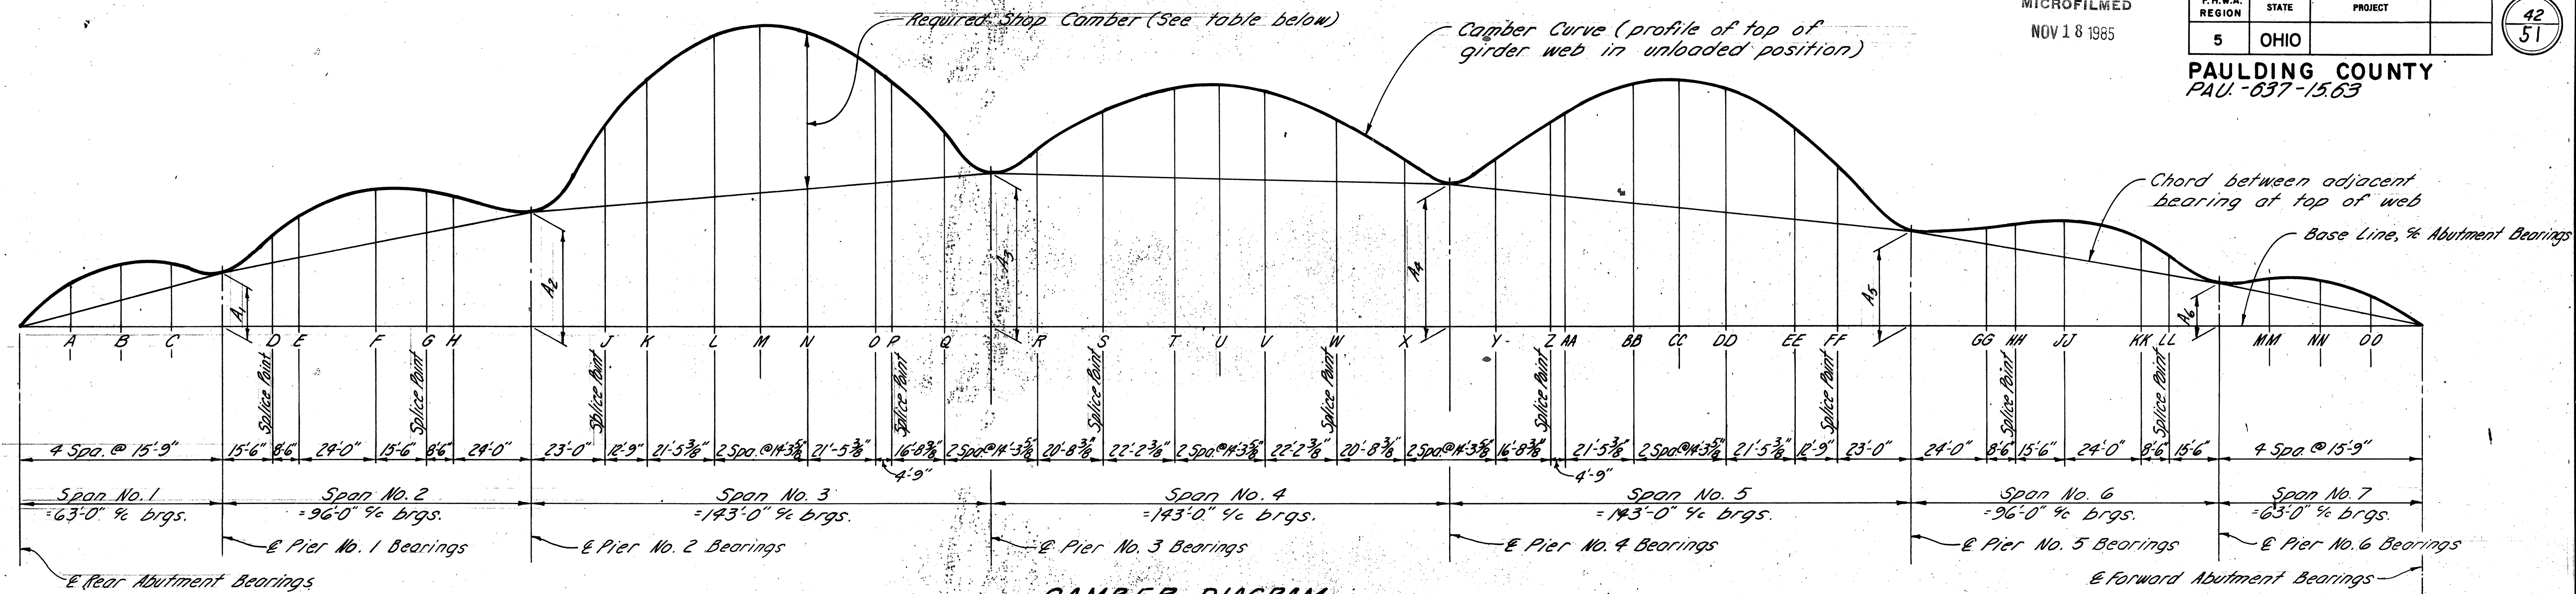 MICROFILMED
NOV 18 1985
F.H.W.A. REGION STATE PROJECT
5 OHIO
42
51
PAULDING COUNTY
PAU.-637-15.63
Required Shop Camber (See table below)
Camber Curve (profile of top of
girder web in unloaded position)
Chord between adjacent
bearing at top of web
Base Line, c/c Abutment Bearings
A1 A2 A3 A4 A5 A6
A B C D E F G H J K L M N O P Q R S T U V W X Y Z AA BB CC DD EE FF GG HH JJ KK LL MM NN OO
Splice Point Splice Point Splice Point Splice Point Splice Point Splice Point Splice Point Splice Point Splice Point Splice Point
4 Spa. @ 15'-9" 15'-6" 8'-6" 24'-0" 15'-6" 8'-6" 24'-0" 23'-0" 12'-9" 21'-5 3/8" 2 Spa. @ 14'-3 5/8" 21'-5 3/8" 16'-8 3/8" 2 Spa @ 14'-3 5/8" 20'-8 3/8" 22'-2 3/8" 2 Spa @ 14'-3 5/8" 22'-2 3/8" 20'-8 3/8" 2 Spa @ 14'-3 5/8" 16'-8 3/8" 21'-5 3/8" 2 Spa @ 14'-3 5/8" 21'-5 3/8" 12'-9" 23'-0" 24'-0" 8'-6" 15'-6" 24'-0" 8'-6" 15'-6" 4 Spa. @ 15'-9"
4'-9" 4'-9"
Span No. 1 Span No. 2 Span No. 3 Span No. 4 Span No. 5 Span No. 6 Span No. 7
=63'-0" c/c brgs. =96'-0" c/c brgs. =143'-0" c/c brgs. =143'-0" c/c brgs. =143'-0" c/c brgs. =96'-0" c/c brgs. =63'-0" c/c brgs.
℄ Pier No. 1 Bearings ℄ Pier No. 2 Bearings ℄ Pier No. 3 Bearings ℄ Pier No. 4 Bearings ℄ Pier No. 5 Bearings ℄ Pier No. 6 Bearings
℄ Rear Abutment Bearings ℄ Forward Abutment Bearings
CAMBER DIAGRAM